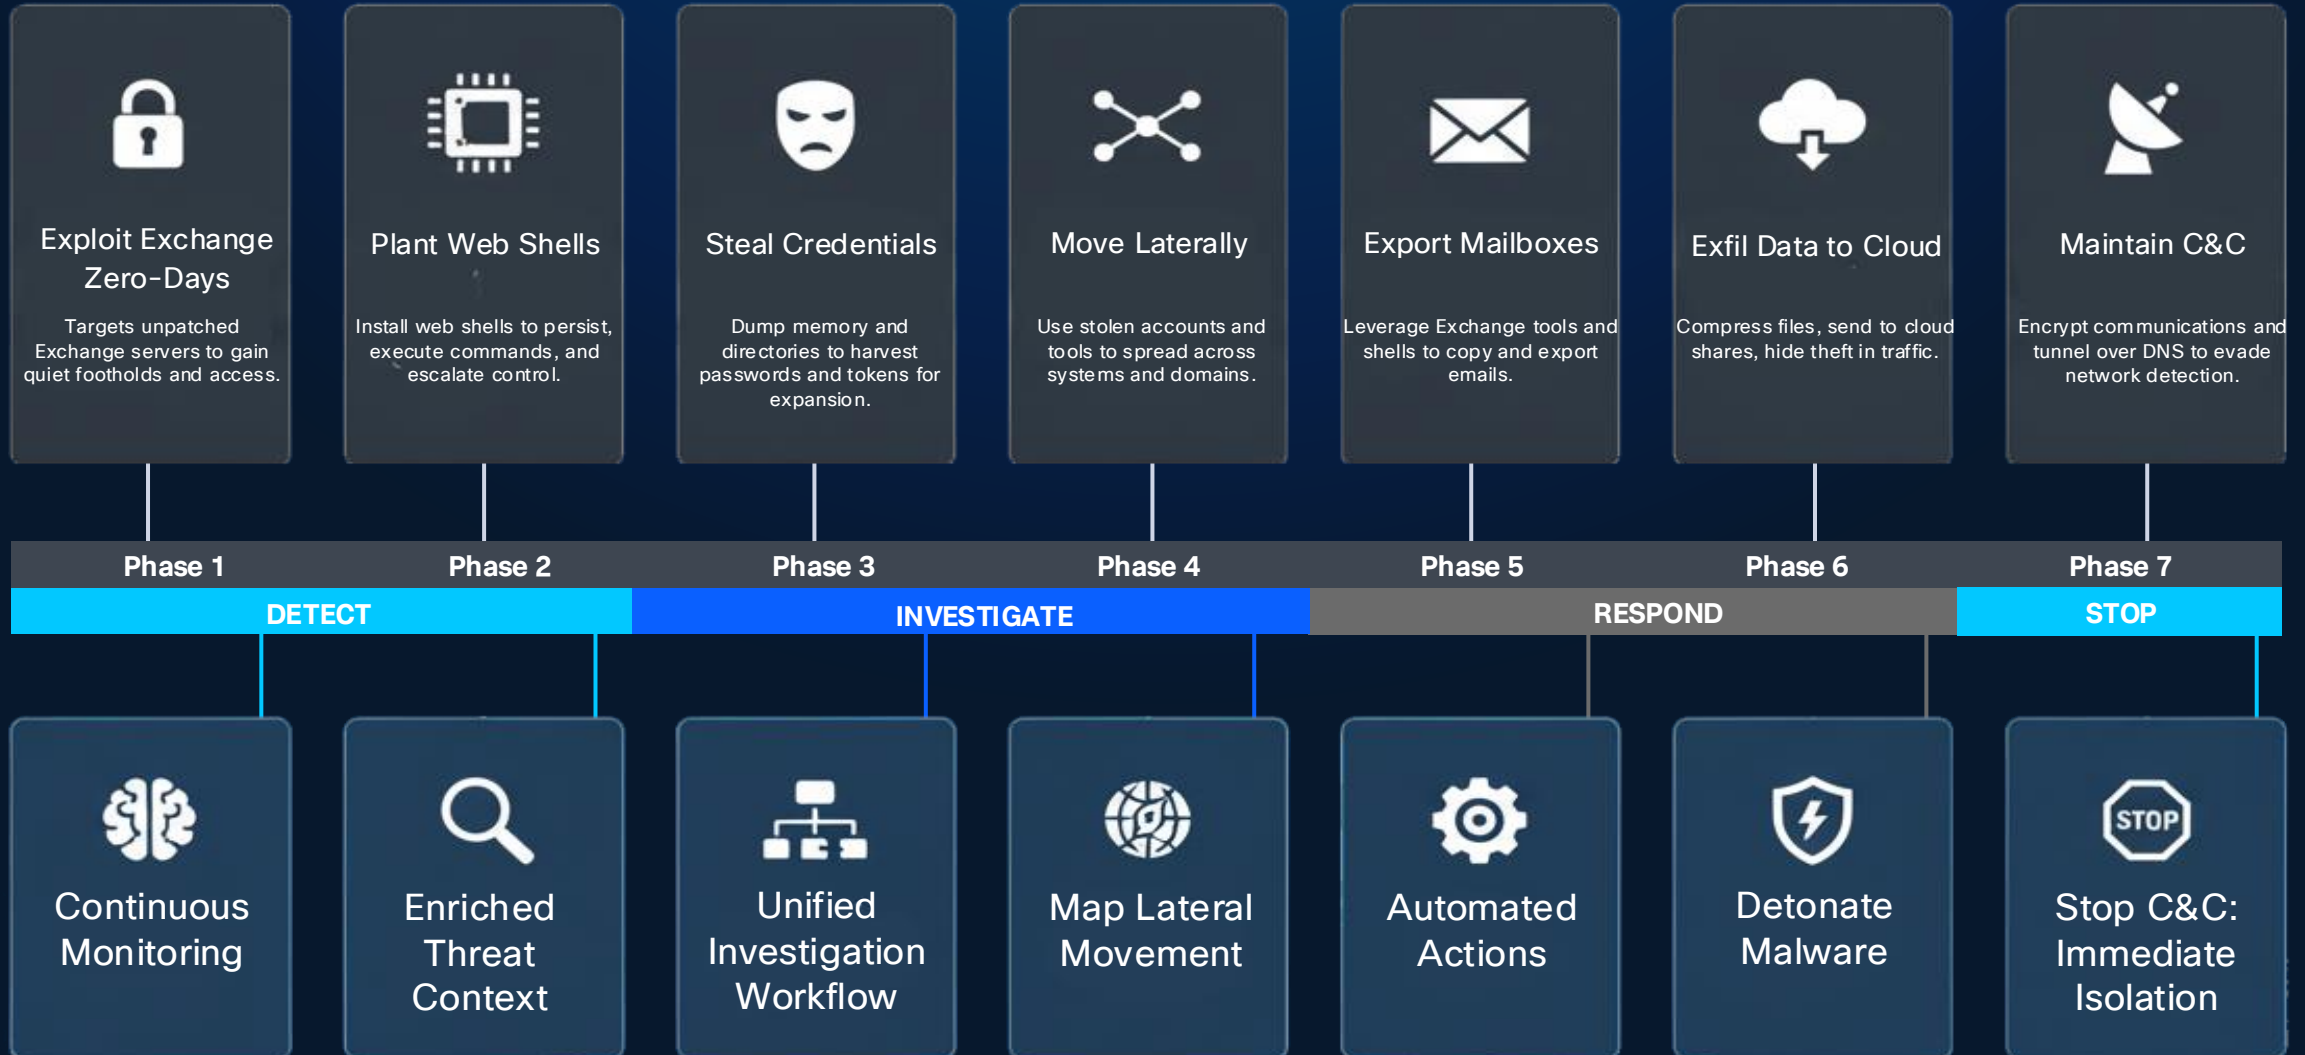 Exploit Exchange
Zero-Days
Targets unpatched
Exchange servers to gain
quiet footholds and access.
Plant Web Shells
Install web shells to persist,
execute commands, and
escalate control.
Steal Credentials
Dump memory and
directories to harvest
passwords and tokens for
expansion.
Move Laterally
Use stolen accounts and
tools to spread across
systems and domains.
Export Mailboxes
Leverage Exchange tools and
shells to copy and export
emails.
Exfil Data to Cloud
Compress files, send to cloud
shares, hide theft in traffic.
Maintain C&C
Encrypt communications and
tunnel over DNS to evade
network detection.
Phase 1
Phase 2
Phase 3
Phase 4
Phase 5
Phase 6
Phase 7
DETECT
INVESTIGATE
RESPOND
STOP
Continuous
Monitoring
Enriched
Threat
Context
Unified
Investigation
Workflow
Map Lateral
Movement
Automated
Actions
Detonate
Malware
STOP
Stop C&C:
Immediate
Isolation